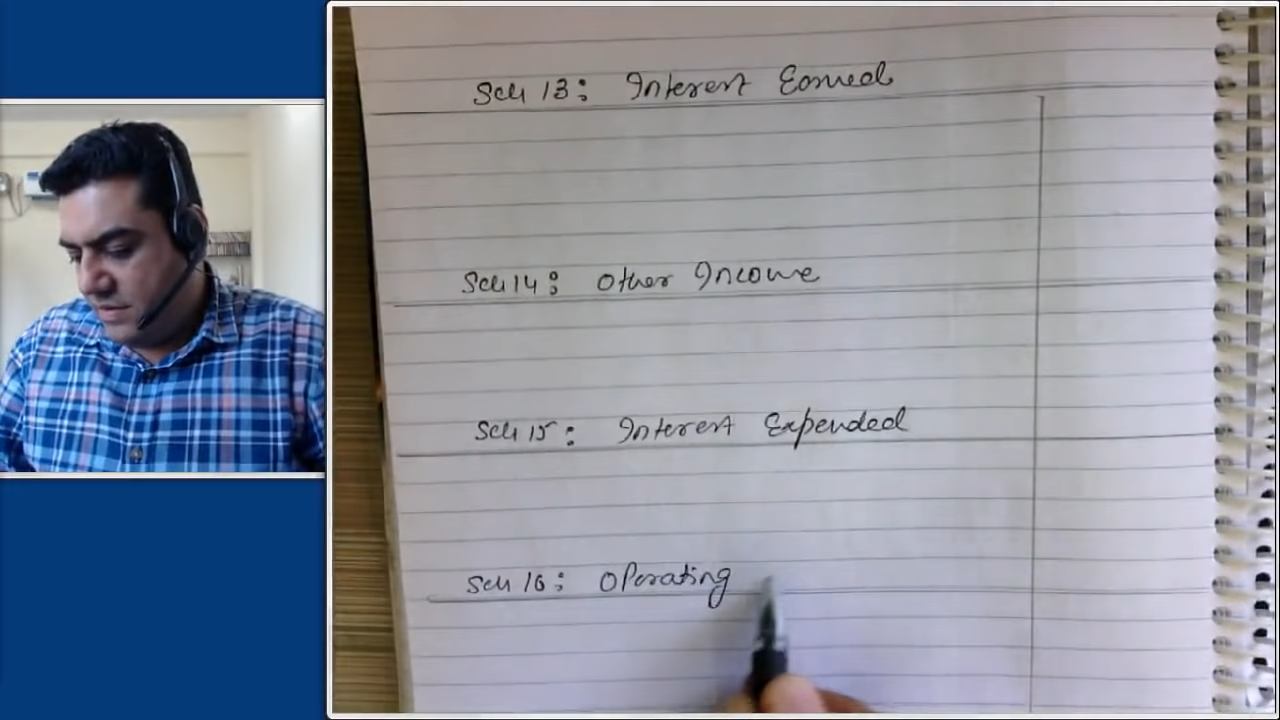 Sch 13: Interest Earned
Sch 14: Other Income
Sch 15: Interest Expended
Sch 16: Operating